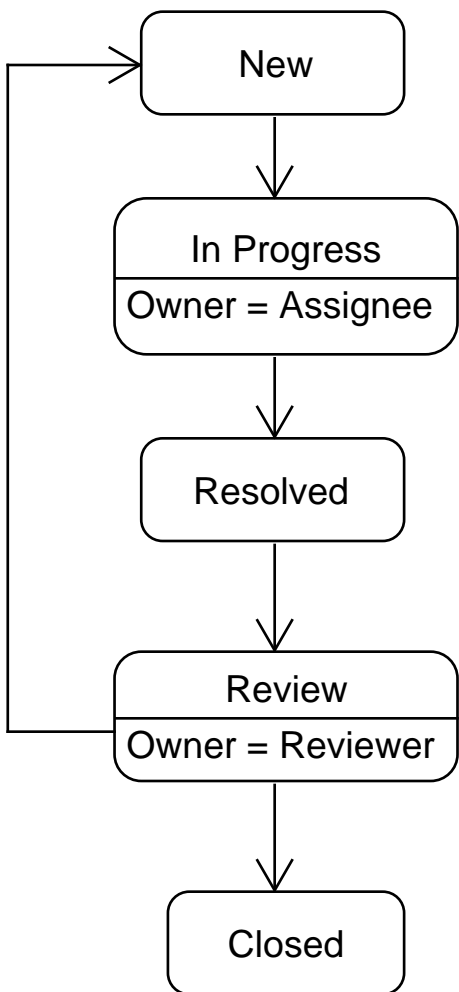 New
In Progress
Owner = Assignee
Resolved
Review
Owner = Reviewer
Closed